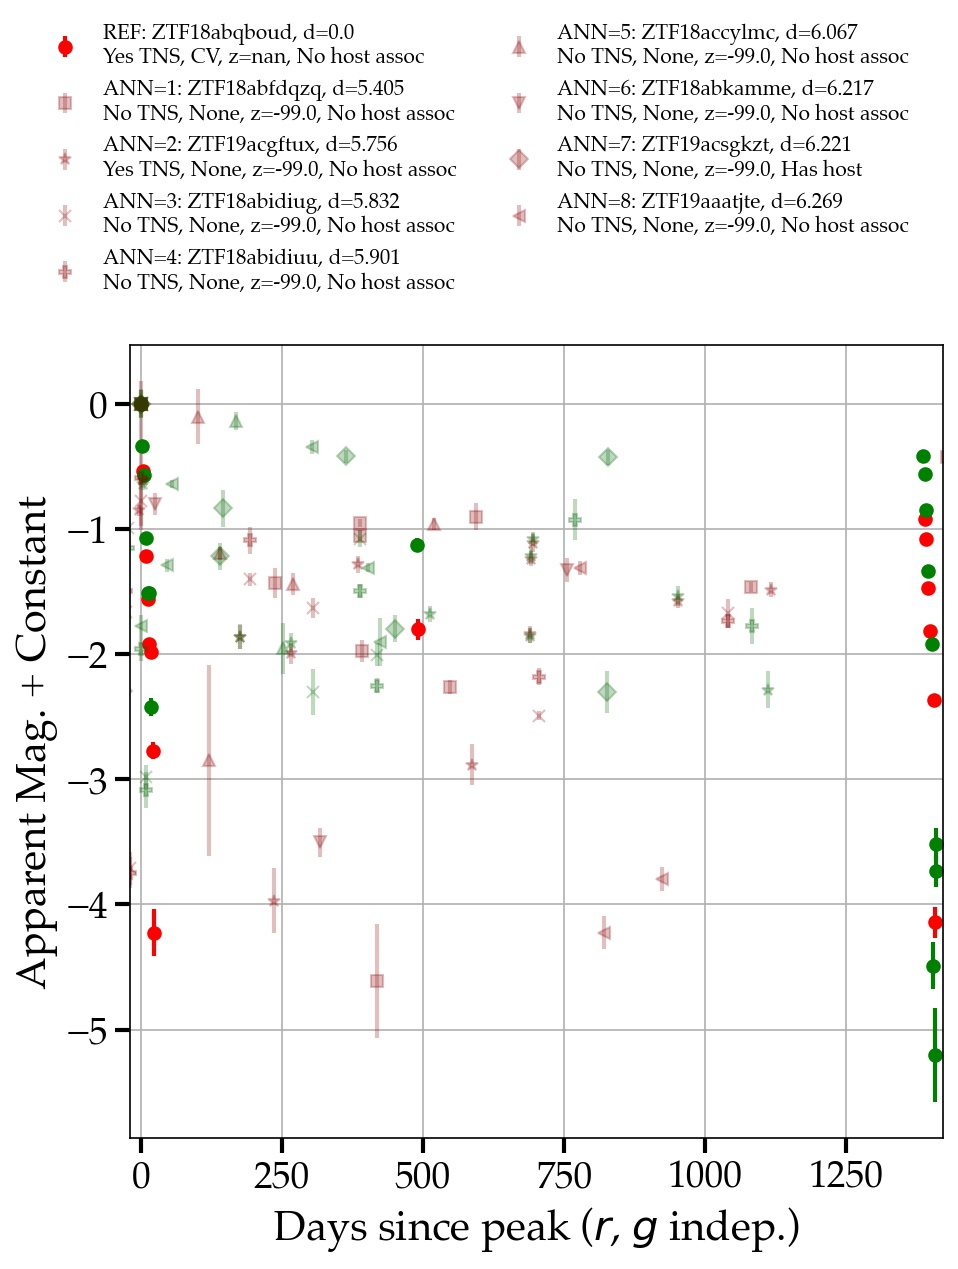 REF: ZTF18abqboud, d=0.0
Yes TNS, CV, z=nan, No host assoc
ANN=1: ZTF18abfdqzq, d=5.405
No TNS, None, z=-99.0, No host assoc
ANN=2: ZTF19acgftux, d=5.756
Yes TNS, None, z=-99.0, No host assoc
ANN=3: ZTF18abidiug, d=5.832
No TNS, None, z=-99.0, No host assoc
ANN=4: ZTF18abidiuu, d=5.901
No TNS, None, z=-99.0, No host assoc
ANN=5: ZTF18accylmc, d=6.067
No TNS, None, z=-99.0, No host assoc
ANN=6: ZTF18abkamme, d=6.217
No TNS, None, z=-99.0, No host assoc
ANN=7: ZTF19acsgkzt, d=6.221
No TNS, None, z=-99.0, Has host
ANN=8: ZTF19aaatjte, d=6.269
No TNS, None, z=-99.0, No host assoc
Apparent Mag. + Constant
0
−1
−2
−3
−4
−5
0
250
500
750
1000
1250
Days since peak (r, g indep.)